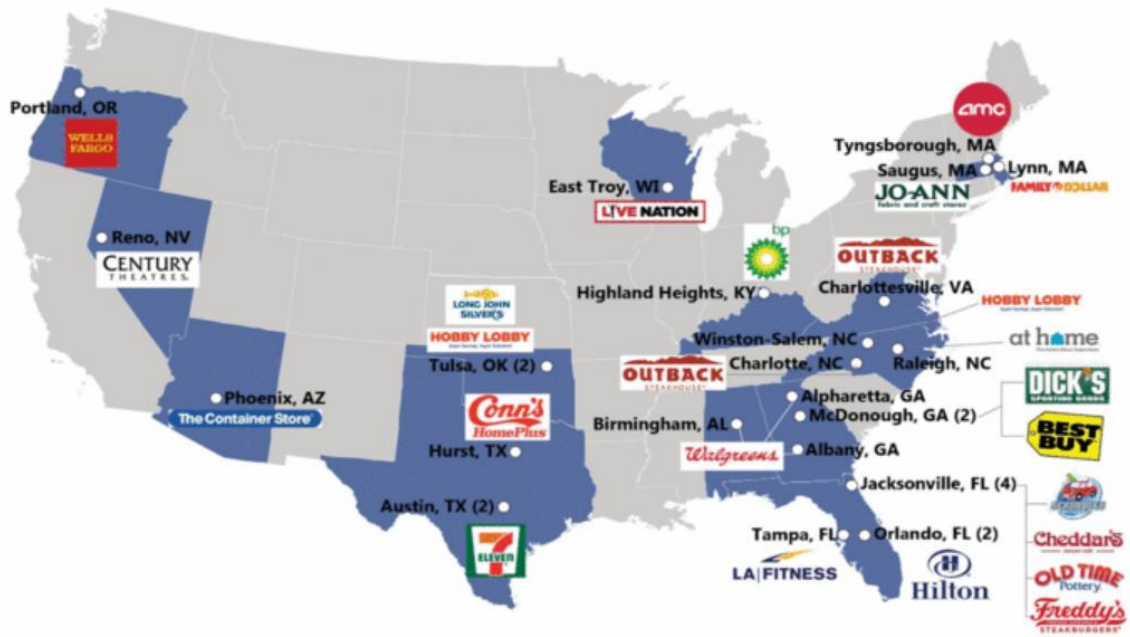 amc
Portland, OR
WELLS
FARGO
Tyngsborough, MA
Saugus, MA
Lynn, MA
JO-ANN
fabric and craft stores
FAMILY DOLLAR
East Troy, WI
LIVE NATION
Reno, NV
CENTURY
THEATRES
bp
OUTBACK
STEAKHOUSE
Highland Heights, KY
Charlottesville, VA
HOBBY LOBBY
LONG JOHN
SILVER'S
HOBBY LOBBY
Winston-Salem, NC
at home
Tulsa, OK (2)
OUTBACK
STEAKHOUSE
Charlotte, NC
Raleigh, NC
Phoenix, AZ
The Container Store
Conn's
HomePlus
Alpharetta, GA
McDonough, GA (2)
DICK'S
SPORTING GOODS
BEST
BUY
Birmingham, AL
Walgreens
Albany, GA
Hurst, TX
Austin, TX (2)
7
ELEVEN
Jacksonville, FL (4)
Tampa, FL
Orlando, FL (2)
LA|FITNESS
Hilton
Cheddar's
OLD TIME
Pottery
Freddy's
STEAKBURGERS